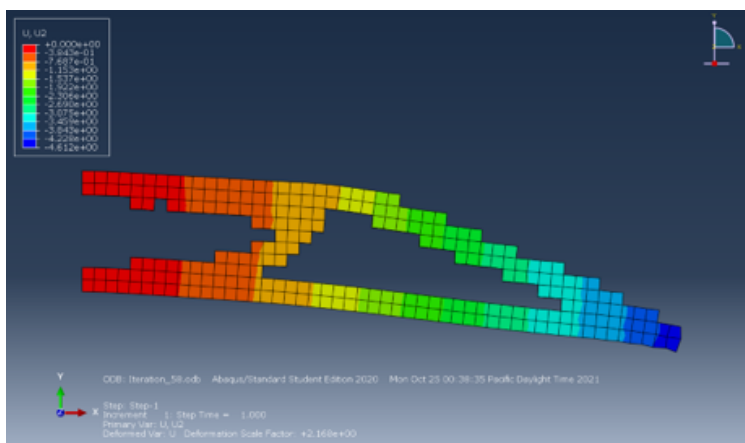 U, U2
+0.000e+00
-3.843e-01
-7.687e-01
-1.153e+00
-1.537e+00
-1.922e+00
-2.306e+00
-2.690e+00
-3.075e+00
-3.459e+00
-3.843e+00
-4.228e+00
-4.612e+00
Y
X
ODB: Iteration_58.odb Abaqus/Standard Student Edition 2020 Mon Oct 25 00:38:35 Pacific Daylight Time 2021
Step: Step-1
Increment 1: Step Time = 1.000
Primary Var: U, U2
Deformed Var: U Deformation Scale Factor: +2.168e+00